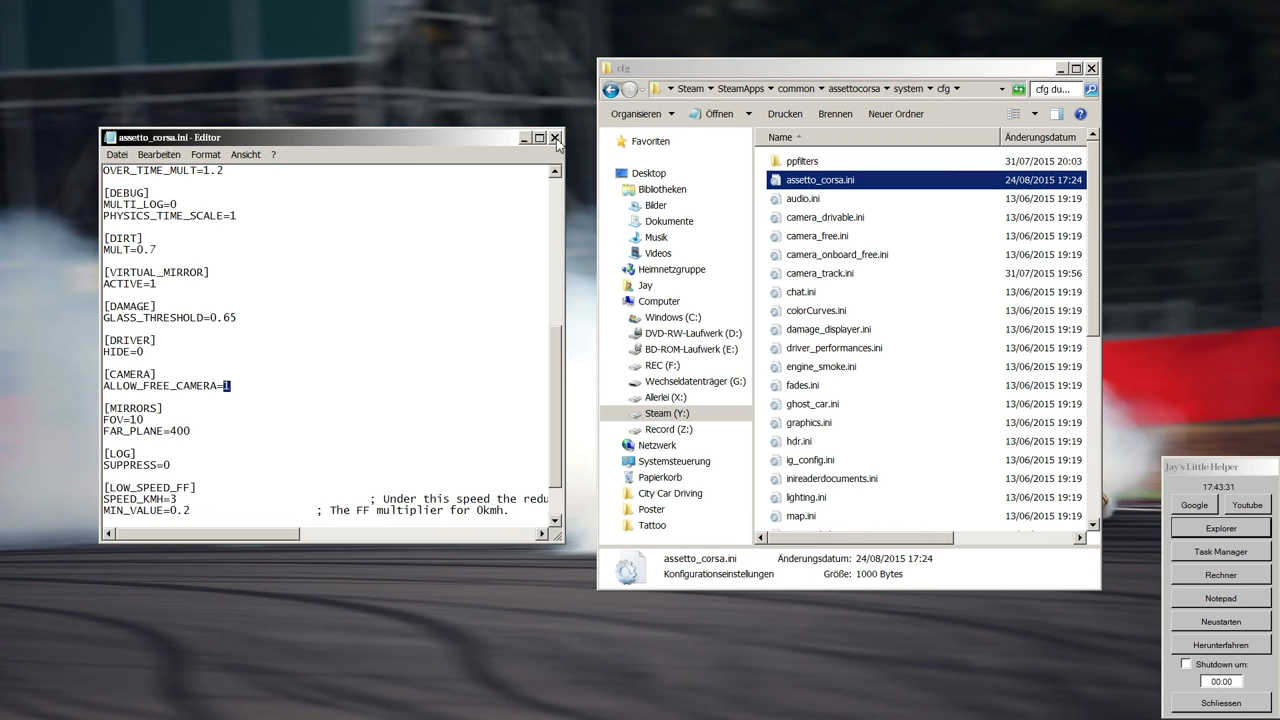 assetto_corsa.ini - Editor
Datei Bearbeiten Format Ansicht ?
OVER_TIME_MULT=1.2
[DEBUG]
MULTI_LOG=0
PHYSICS_TIME_SCALE=1
[DIRT]
MULT=0.7
[VIRTUAL_MIRROR]
ACTIVE=1
[DAMAGE]
GLASS_THRESHOLD=0.65
[DRIVER]
HIDE=0
[CAMERA]
ALLOW_FREE_CAMERA=1
[MIRRORS]
FOV=10
FAR_PLANE=400
[LOG]
SUPPRESS=0
[LOW_SPEED_FF]
SPEED_KMH=3 ; Under this speed the redu
MIN_VALUE=0.2 ; The FF multiplier for 0kmh.
cfg
Steam SteamApps common assettocorsa system cfg
cfg du...
Organisieren Öffnen Drucken Brennen Neuer Ordner
Favoriten
Desktop
Bibliotheken
Bilder
Dokumente
Musik
Videos
Heimnetzgruppe
Jay
Computer
Windows (C:)
DVD-RW-Laufwerk (D:)
BD-ROM-Laufwerk (E:)
REC (F:)
Wechseldatenträger (G:)
Allerlei (X:)
Steam (Y:)
Record (Z:)
Netzwerk
Systemsteuerung
Papierkorb
City Car Driving
Poster
Tattoo
Name Änderungsdatum
ppfilters 31/07/2015 20:03
assetto_corsa.ini 24/08/2015 17:24
audio.ini 13/06/2015 19:19
camera_drivable.ini 13/06/2015 19:19
camera_free.ini 13/06/2015 19:19
camera_onboard_free.ini 13/06/2015 19:19
camera_track.ini 31/07/2015 19:56
chat.ini 13/06/2015 19:19
colorCurves.ini 13/06/2015 19:19
damage_displayer.ini 13/06/2015 19:19
driver_performances.ini 13/06/2015 19:19
engine_smoke.ini 13/06/2015 19:19
fades.ini 13/06/2015 19:19
ghost_car.ini 13/06/2015 19:19
graphics.ini 13/06/2015 19:19
hdr.ini 13/06/2015 19:19
ig_config.ini 13/06/2015 19:19
inireaderdocuments.ini 13/06/2015 19:19
lighting.ini 13/06/2015 19:19
map.ini 13/06/2015 19:19
assetto_corsa.ini Änderungsdatum: 24/08/2015 17:24
Konfigurationseinstellungen Größe: 1000 Bytes
Jay's Little Helper
17:43:31
Google Youtube
Explorer
Task Manager
Rechner
Notepad
Neustarten
Herunterfahren
Shutdown um:
00:00
Schliessen